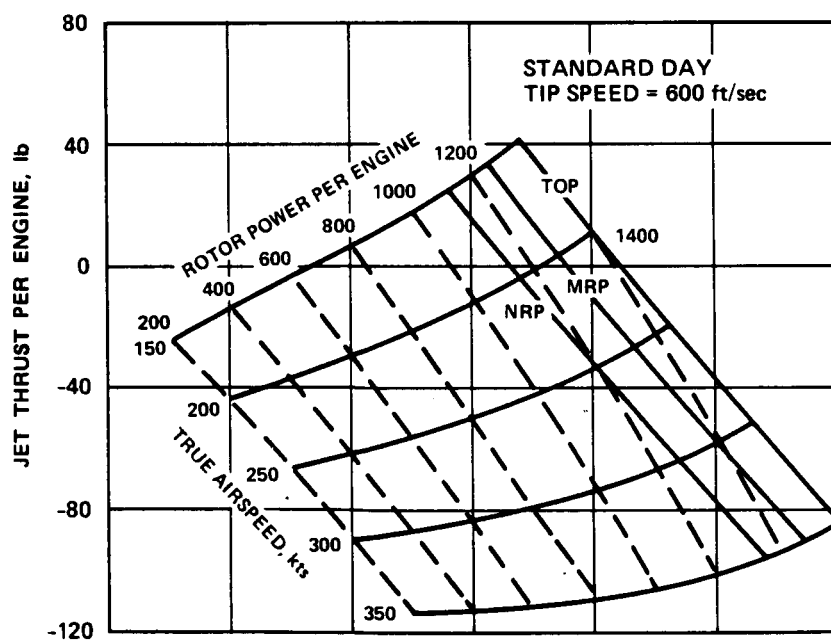 80
40
0
-40
-80
-120
JET THRUST PER ENGINE, lb
STANDARD DAY
TIP SPEED = 600 ft/sec
ROTOR POWER PER ENGINE
200
400
600
800
1000
1200
1400
TOP
MRP
NRP
150
200
250
300
350
TRUE AIRSPEED, kts